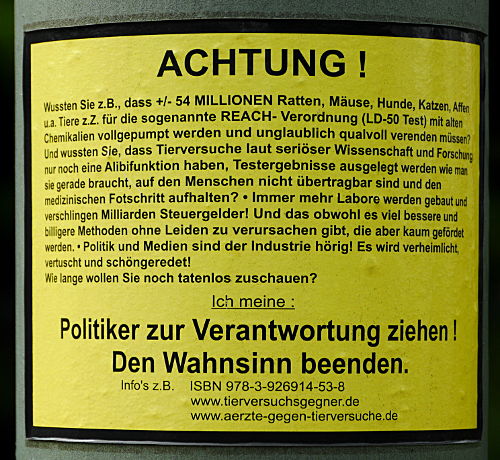 ACHTUNG !
Wussten Sie z.B., dass +/- 54 MILLIONEN Ratten, Mäuse, Hunde, Katzen, Affen
u.a. Tiere z.Z. für die sogenannte REACH- Verordnung (LD-50 Test) mit alten
Chemikalien vollgepumpt werden und unglaublich qualvoll verenden müssen?
Und wussten Sie, dass Tierversuche laut seriöser Wissenschaft und Forschung
nur noch eine Alibifunktion haben, Testergebnisse ausgelegt werden wie man
sie gerade braucht, auf den Menschen nicht übertragbar sind und den
medizinischen Fotschritt aufhalten? • Immer mehr Labore werden gebaut und
verschlingen Milliarden Steuergelder! Und das obwohl es viel bessere und
billigere Methoden ohne Leiden zu verursachen gibt, die aber kaum gefördet
werden. • Politik und Medien sind der Industrie hörig! Es wird verheimlicht,
vertuscht und schöngeredet!
Wie lange wollen Sie noch tatenlos zuschauen?
Ich meine :
Politiker zur Verantwortung ziehen !
Den Wahnsinn beenden.
Info's z.B. ISBN 978-3-926914-53-8
www.tierversuchsgegner.de
www.aerzte-gegen-tierversuche.de